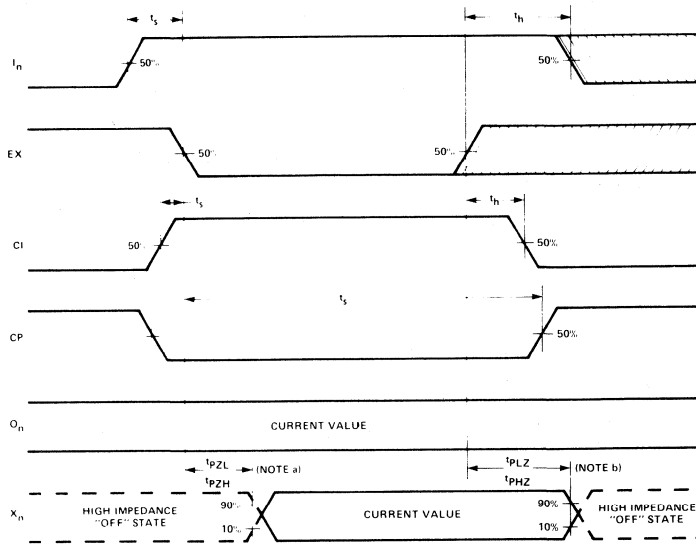 ts
th
In
50%
50%
EX
50%
50%
ts
th
CI
50%
50%
ts
CP
50%
On
CURRENT VALUE
tPZL
(NOTE a)
tPZH
tPLZ
(NOTE b)
tPHZ
Xn
HIGH IMPEDANCE
"OFF" STATE
90%
10%
CURRENT VALUE
90%
10%
HIGH IMPEDANCE
"OFF" STATE